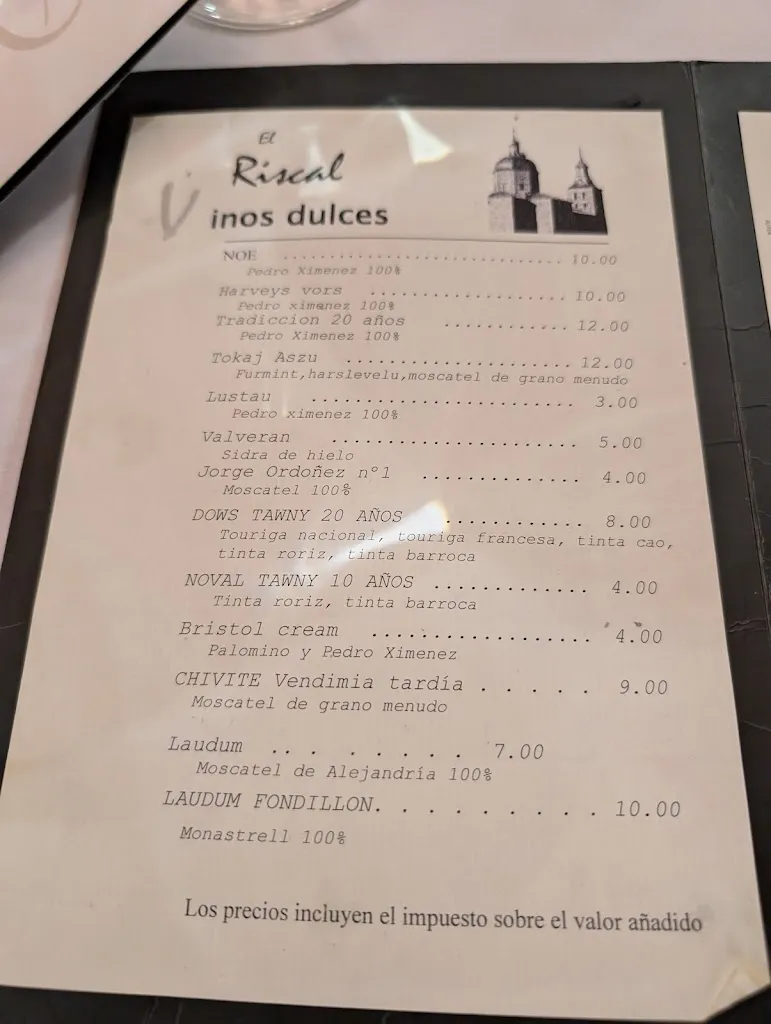 El
Riscal
Vinos dulces
NOE ................................ 10.00
Pedro Ximenez 100%
Harveys vors ................... 10.00
Pedro ximenez 100%
Tradiccion 20 años ............ 12.00
Pedro Ximenez 100%
Tokaj Aszu ...................... 12.00
Furmint,harslevelu,moscatel de grano menudo
Lustau ......................... 3.00
Pedro ximenez 100%
Valveran ....................... 5.00
Sidra de hielo
Jorge Ordoñez nº1 .............. 4.00
Moscatel 100%
DOWS TAWNY 20 AÑOS ............ 8.00
Touriga nacional, touriga francesa, tinta cao,
tinta roriz, tinta barroca
NOVAL TAWNY 10 AÑOS ............. 4.00
Tinta roriz, tinta barroca
Bristol cream .................. 4.00
Palomino y Pedro Ximenez
CHIVITE Vendimia tardía . . . . . 9.00
Moscatel de grano menudo
Laudum .. . . . . . . 7.00
Moscatel de Alejandría 100%
LAUDUM FONDILLON. . . . . . . . . . 10.00
Monastrell 100%
Los precios incluyen el impuesto sobre el valor añadido